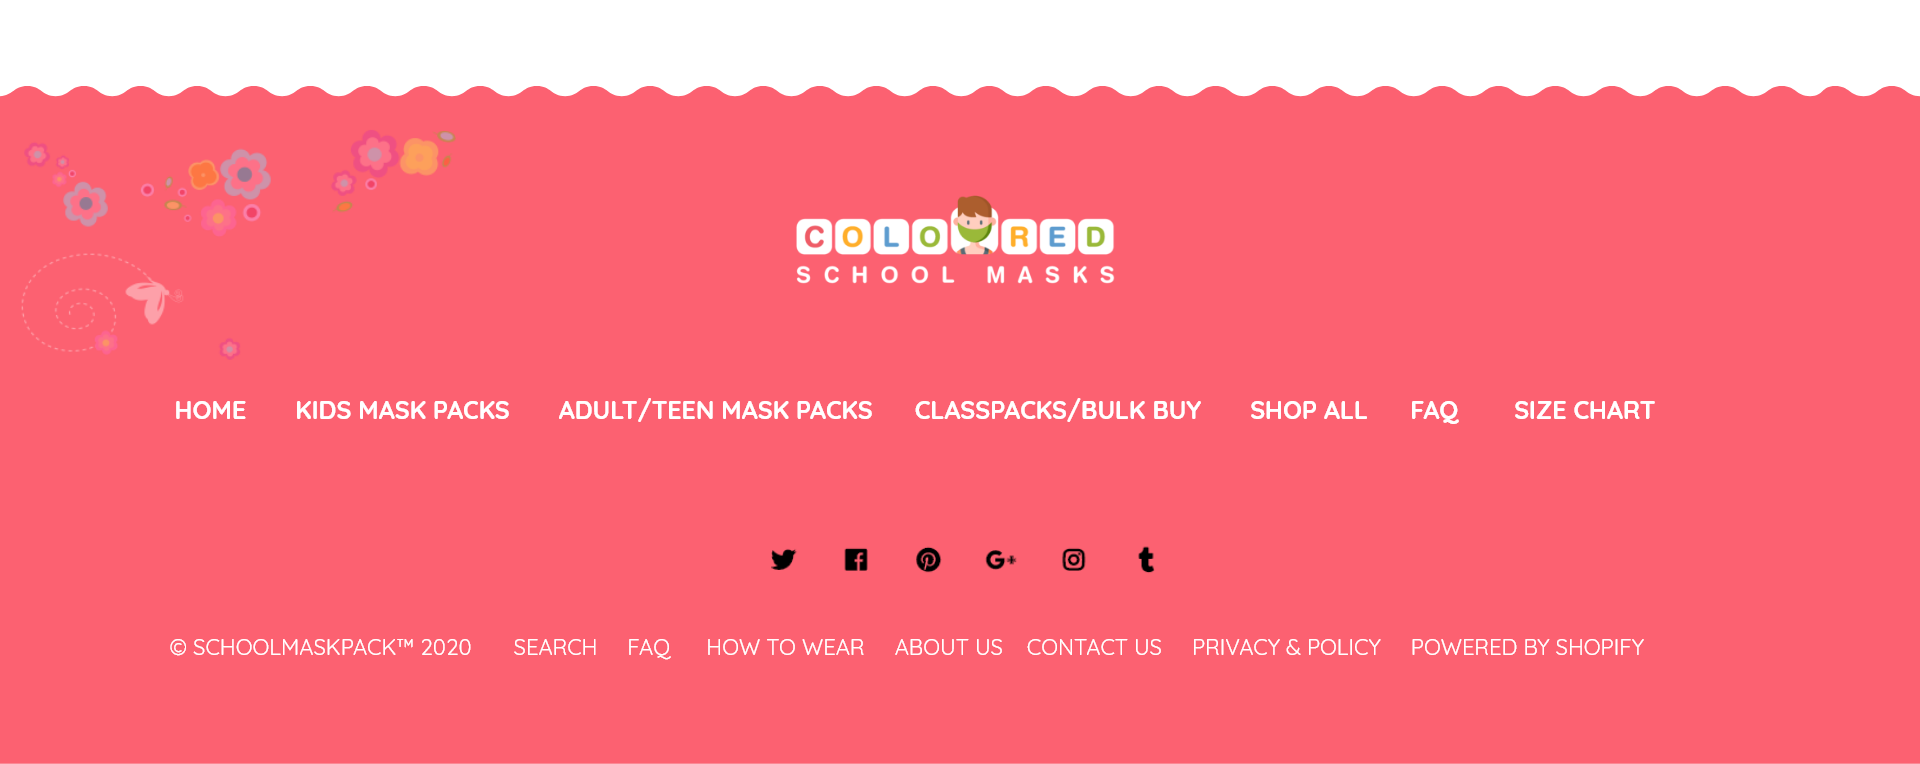 COLORED
SCHOOL MASKS
HOME KIDS MASK PACKS ADULT/TEEN MASK PACKS CLASSPACKS/BULK BUY SHOP ALL FAQ SIZE CHART
© SCHOOLMASKPACK™ 2020 SEARCH FAQ HOW TO WEAR ABOUT US CONTACT US PRIVACY & POLICY POWERED BY SHOPIFY